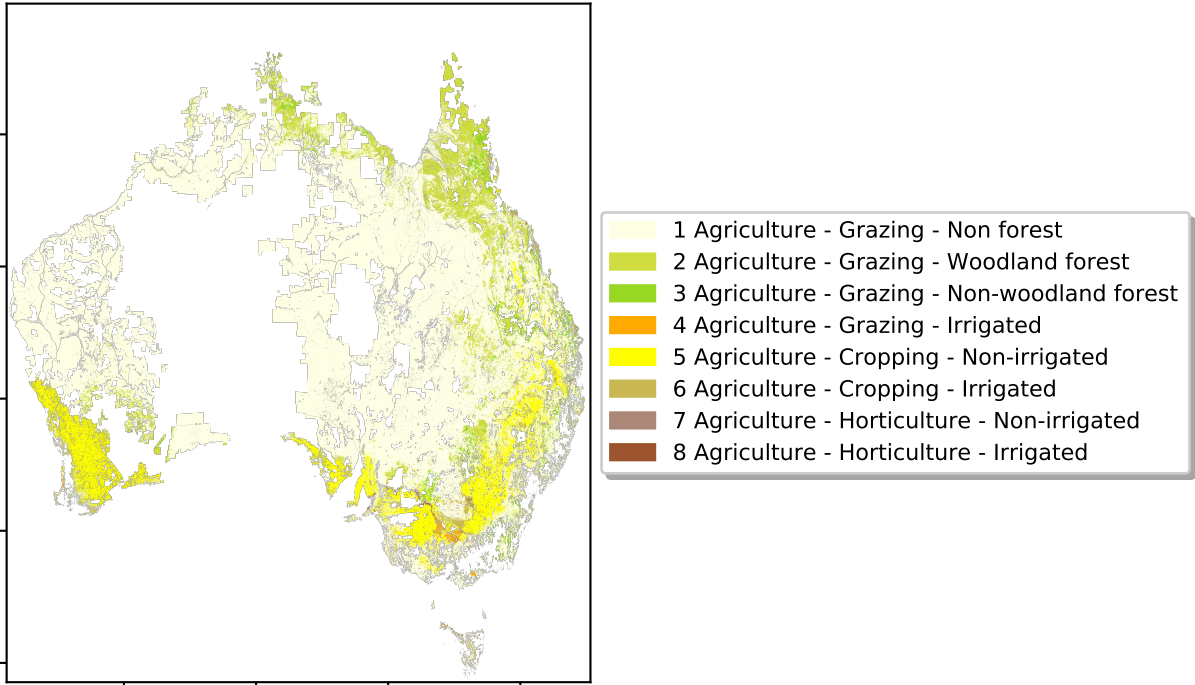 1 Agriculture - Grazing - Non forest
2 Agriculture - Grazing - Woodland forest
3 Agriculture - Grazing - Non-woodland forest
4 Agriculture - Grazing - Irrigated
5 Agriculture - Cropping - Non-irrigated
6 Agriculture - Cropping - Irrigated
7 Agriculture - Horticulture - Non-irrigated
8 Agriculture - Horticulture - Irrigated